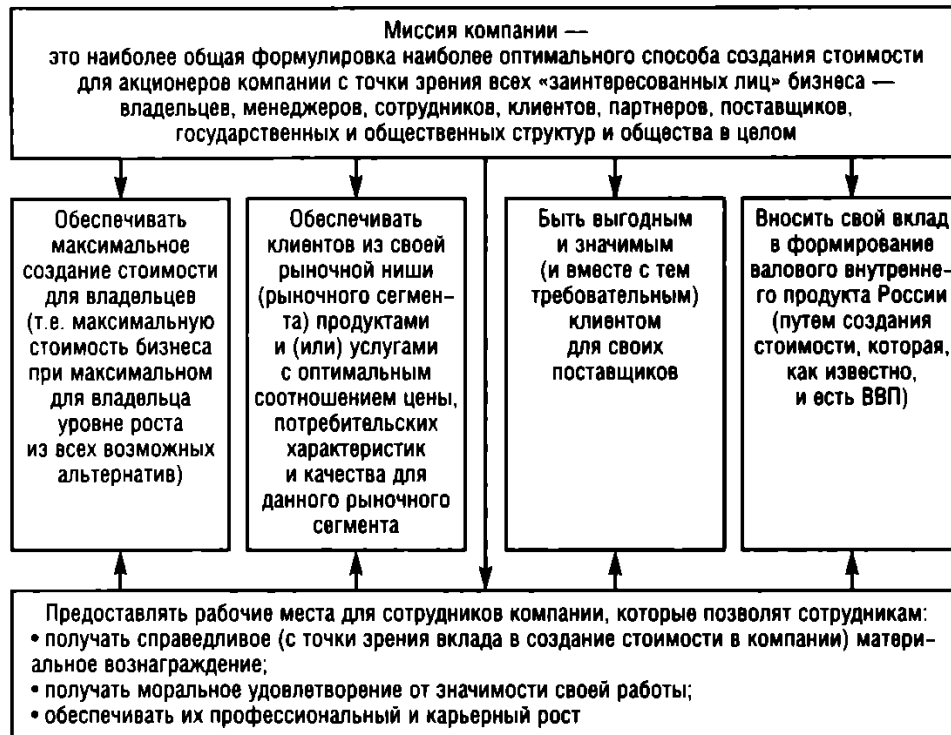 Миссия компании —
это наиболее общая формулировка наиболее оптимального способа создания стоимости
для акционеров компании с точки зрения всех «заинтересованных лиц» бизнеса —
владельцев, менеджеров, сотрудников, клиентов, партнеров, поставщиков,
государственных и общественных структур и общества в целом
Обеспечивать
максимальное
создание стоимости
для владельцев
(т.е. максимальную
стоимость бизнеса
при максимальном
для владельца
уровне роста
из всех возможных
альтернатив)
Обеспечивать
клиентов из своей
рыночной ниши
(рыночного сегмен-
та) продуктами
и (или) услугами
с оптимальным
соотношением цены,
потребительских
характеристик
и качества для
данного рыночного
сегмента
Быть выгодным
и значимым
(и вместе с тем
требовательным)
клиентом
для своих
поставщиков
Вносить свой вклад
в формирование
валового внутренне-
го продукта России
(путем создания
стоимости, которая,
как известно,
и есть ВВП)
Предоставлять рабочие места для сотрудников компании, которые позволят сотрудникам:
• получать справедливое (с точки зрения вклада в создание стоимости в компании) матери-
альное вознаграждение;
• получать моральное удовлетворение от значимости своей работы;
• обеспечивать их профессиональный и карьерный рост